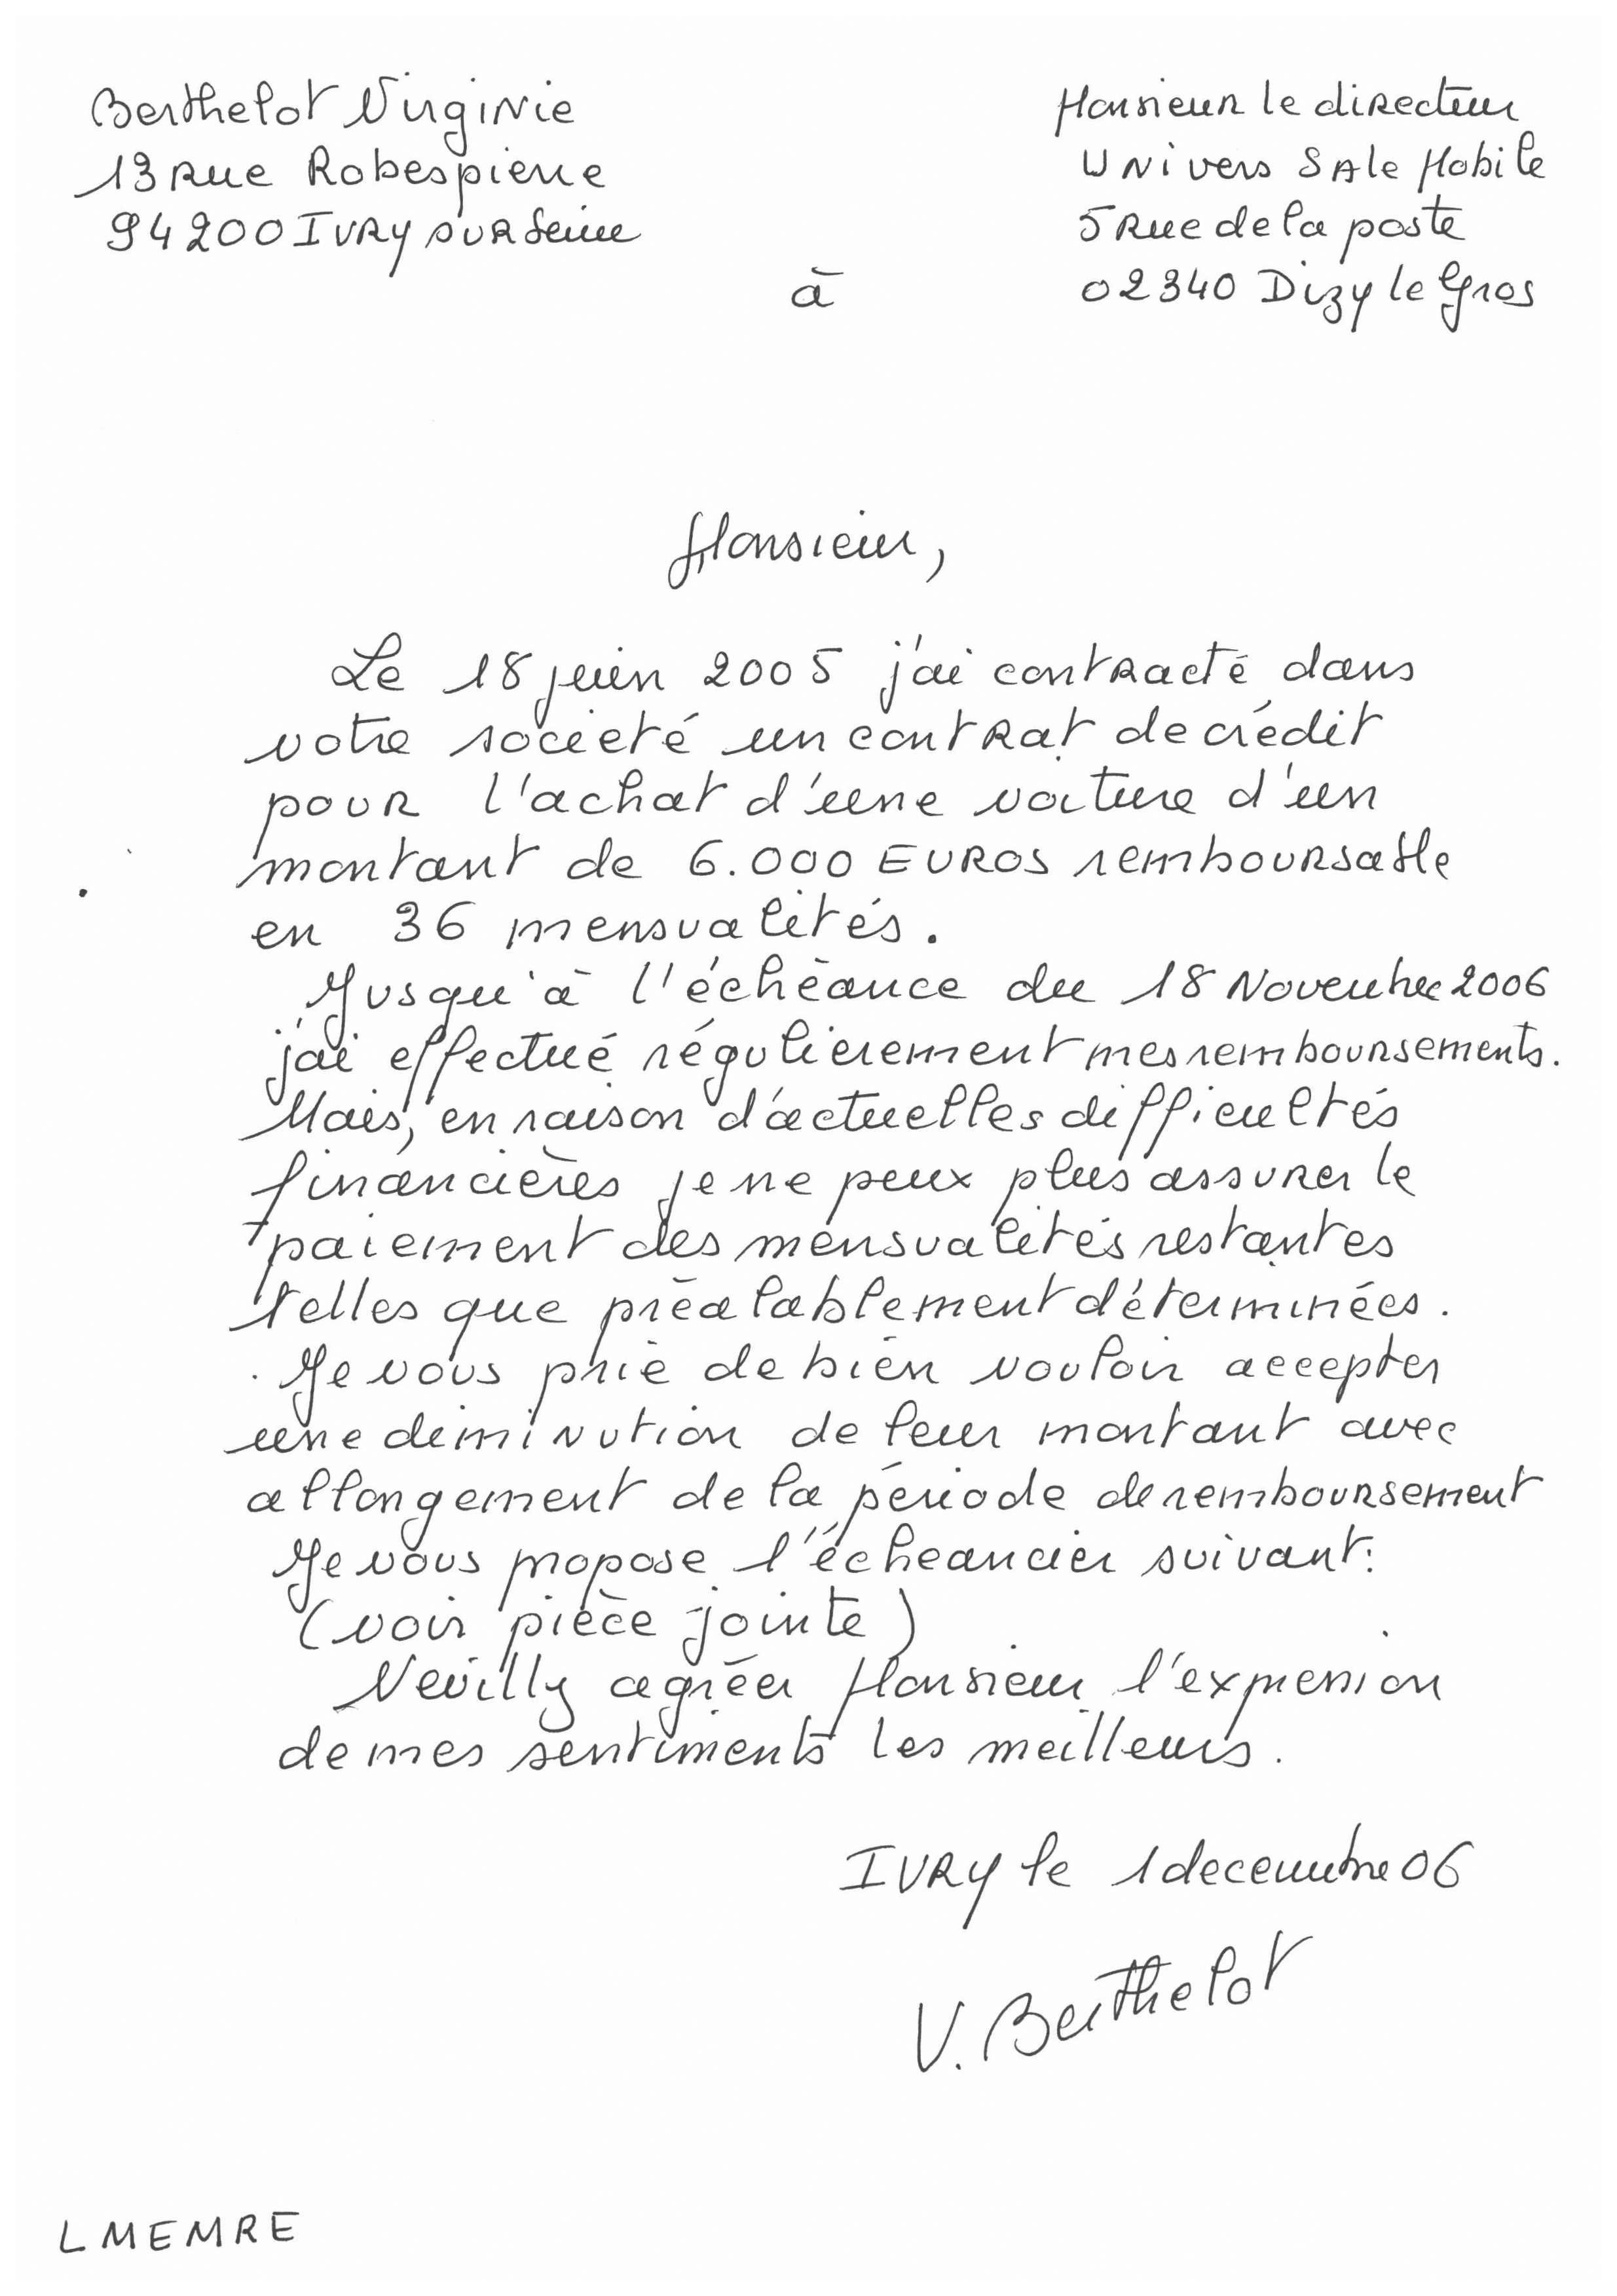 Berthelot Virginie
13 Rue Robespierre
94200 IVRY SUR Seine
Monsieur le directeur
UNivers SAle Mobile
5 Rue de la poste
à
02340 Dizy le Gros
Monsieur,
Le 18 juin 2005 j'ai contracté dans
votre société un contrat de crédit
pour l'achat d'une voiture d'un
montant de 6.000 EUROS remboursable
en 36 mensualités.
Jusqu'à l'échéance du 18 Novembre 2006
j'ai effectué régulierement mes remboursements.
Mais, en raison d'actuelles difficultés
financières je ne peux plus assurer le
paiement des mensualités restantes
telles que préalablement déterminées.
Je vous prie de bien vouloir accepter
une diminution de leur montant avec
allongement de la période de remboursement
Je vous propose l'écheancier suivant:
(voir pièce jointe)
Veuilly agréer Monsieur l'expression
de mes sentiments les meilleurs.
IVRY le 1 decembre 06
V. Berthelot
LMEMRE